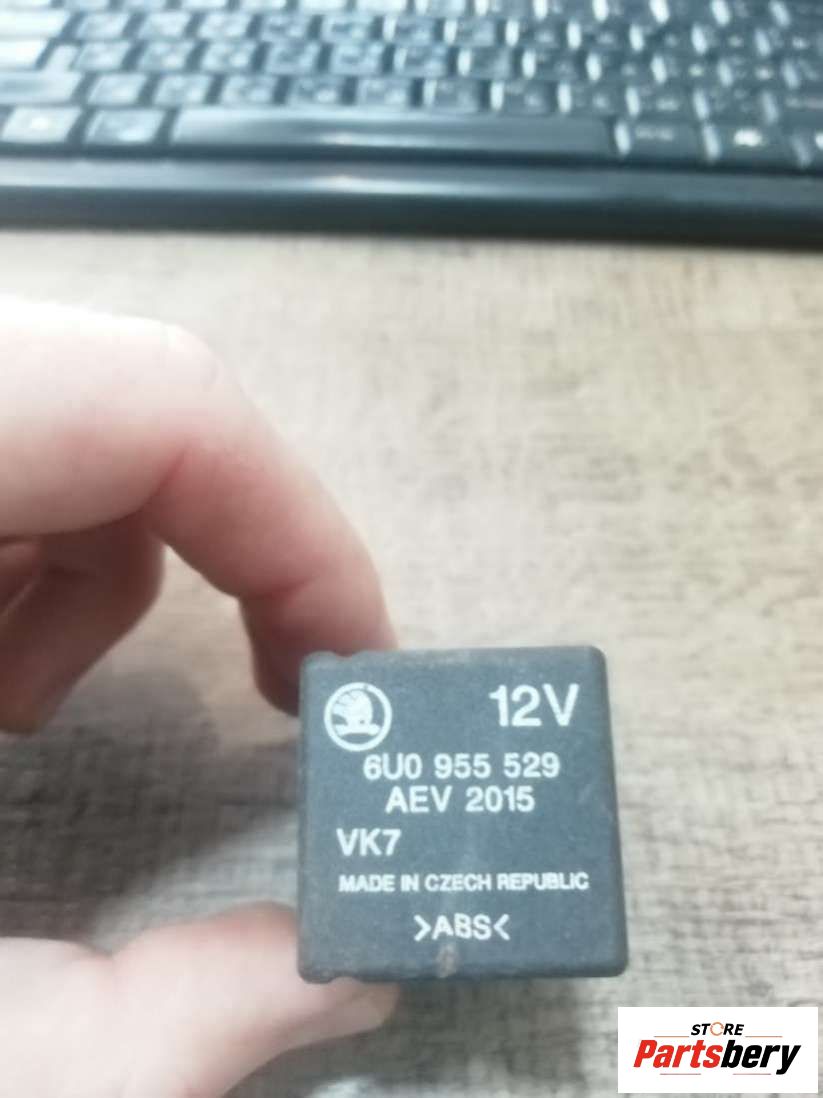 12V
6U0 955 529
AEV 2015
VK7
MADE IN CZECH REPUBLIC
>ABS<
STORE
Partsbery